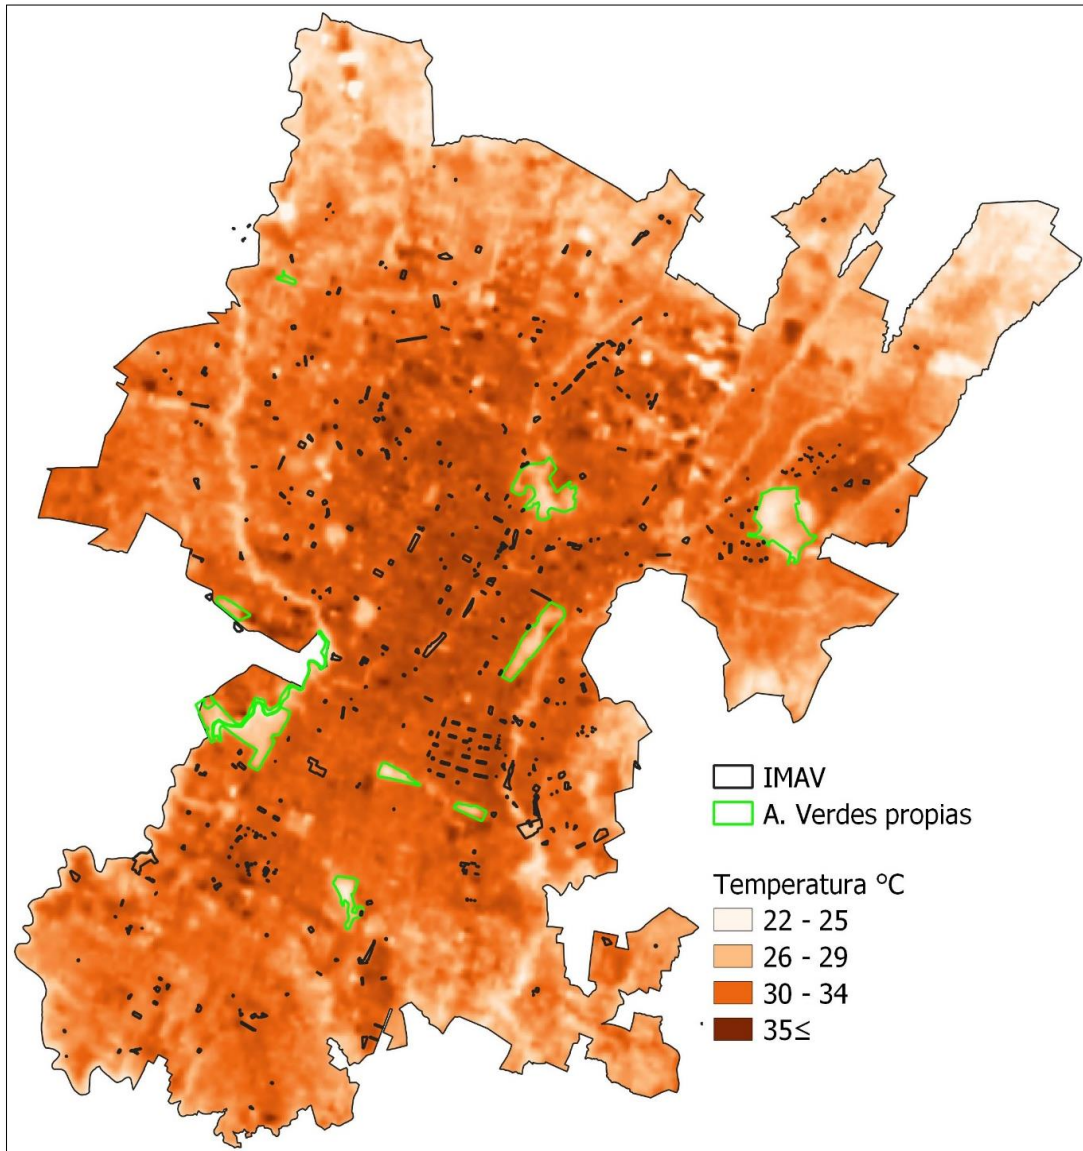 IMAV
A. Verdes propias
Temperatura °C
22 - 25
26 - 29
30 - 34
35≤